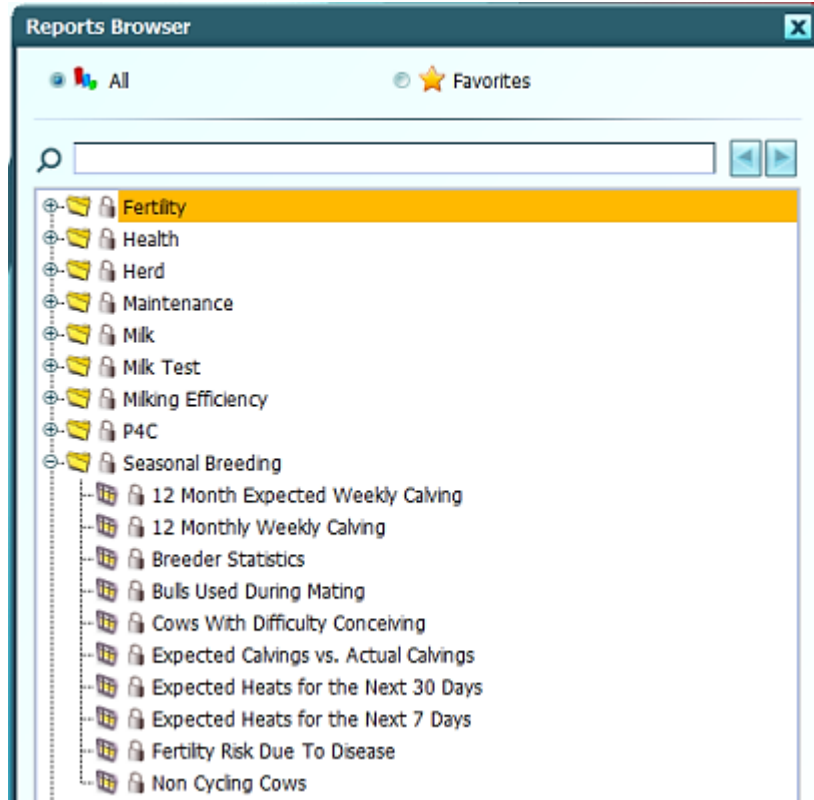 Reports Browser
All
Favorites
Fertility
Health
Herd
Maintenance
Milk
Milk Test
Milking Efficiency
P4C
Seasonal Breeding
12 Month Expected Weekly Calving
12 Monthly Weekly Calving
Breeder Statistics
Bulls Used During Mating
Cows With Difficulty Conceiving
Expected Calvings vs. Actual Calvings
Expected Heats for the Next 30 Days
Expected Heats for the Next 7 Days
Fertility Risk Due To Disease
Non Cycling Cows